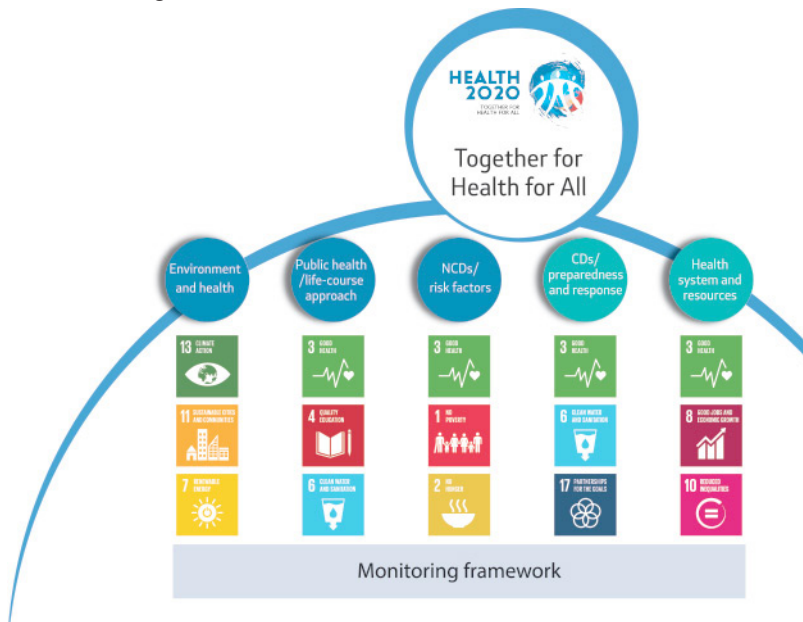 HEALTH
2020
TOGETHER FOR
HEALTH FOR ALL
Together for
Health for All
Environment
and health
Public health
/life-course
approach
NCDs/
risk factors
CDs/
preparedness
and response
Health
system and
resources
13 CLIMATE
ACTION
3 GOOD
HEALTH
3 GOOD
HEALTH
3 GOOD
HEALTH
3 GOOD
HEALTH
11 SUSTAINABLE CITIES
AND COMMUNITIES
4 QUALITY
EDUCATION
1 NO
POVERTY
6 CLEAN WATER
AND SANITATION
8 GOOD JOBS AND
ECONOMIC GROWTH
7 RENEWABLE
ENERGY
6 CLEAN WATER
AND SANITATION
2 NO
HUNGER
17 PARTNERSHIPS
FOR THE GOALS
10 REDUCED
INEQUALITIES
Monitoring framework